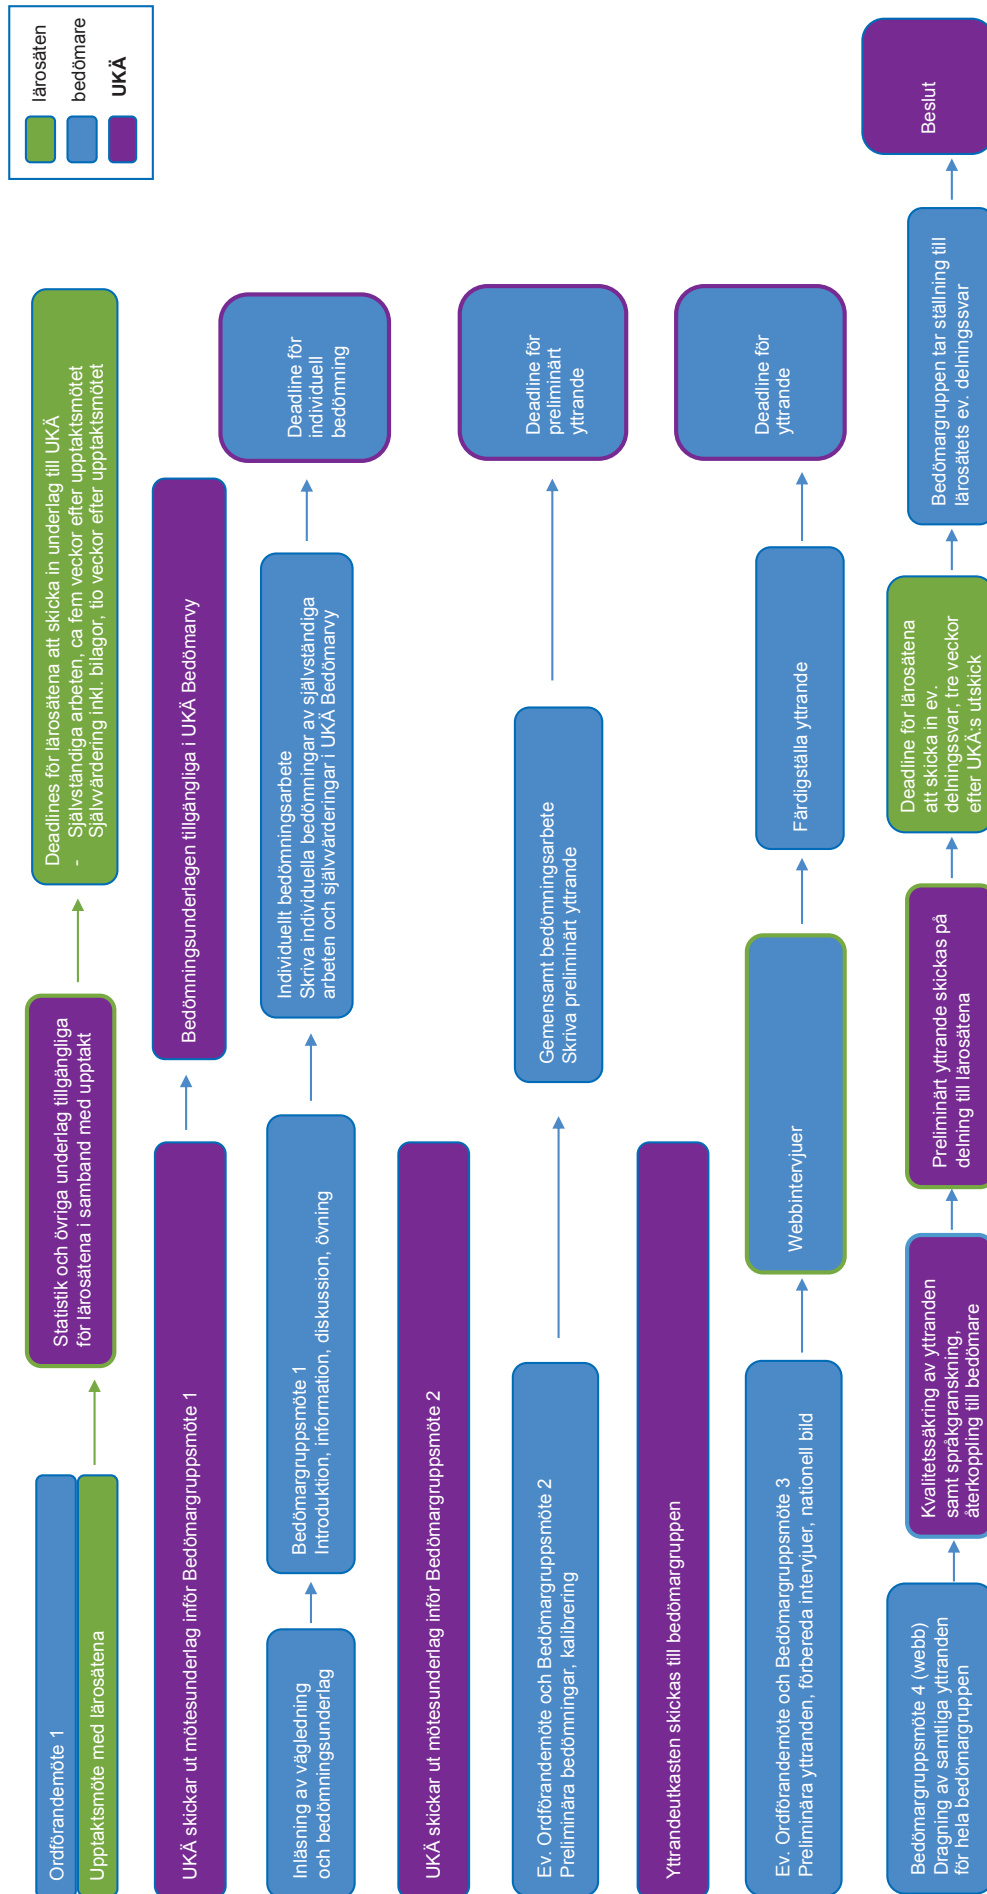 lärosäten
bedömare
UKÄ
Ordförandemöte 1
Upptaktsmöte med lärosätena
Statistik och övriga underlag tillgängliga
för lärosätena i samband med upptakt
Deadlines för lärosätena att skicka in underlag till UKÄ
- Självständiga arbeten, ca fem veckor efter upptaktsmötet
Självvärdering inkl. bilagor, tio veckor efter upptaktsmötet
UKÄ skickar ut mötesunderlag inför Bedömargruppsmöte 1
Bedömningsunderlagen tillgängliga i UKÄ Bedömarvy
Inläsning av vägledning
och bedömningsunderlag
Bedömargruppsmöte 1
Introduktion, information, diskussion, övning
Individuellt bedömningsarbete
Skriva individuella bedömningar av självständiga
arbeten och självvärderingar i UKÄ Bedömarvy
Deadline för
individuell
bedömning
UKÄ skickar ut mötesunderlag inför Bedömargruppsmöte 2
Ev. Ordförandemöte och Bedömargruppsmöte 2
Preliminära bedömningar, kalibrering
Gemensamt bedömningsarbete
Skriva preliminärt yttrande
Deadline för
preliminärt
yttrande
Yttrandeutkasten skickas till bedömargruppen
Ev. Ordförandemöte och Bedömargruppsmöte 3
Preliminära yttranden, förbereda intervjuer, nationell bild
Webbintervjuer
Färdigställa yttrande
Deadline för
yttrande
Bedömargruppsmöte 4 (webb)
Dragning av samtliga yttranden
för hela bedömargruppen
Kvalitetssäkring av yttranden
samt språkgranskning,
återkoppling till bedömare
Preliminärt yttrande skickas på
delning till lärosätena
Deadline för lärosätena
att skicka in ev.
delningssvar, tre veckor
efter UKÄ:s utskick
Bedömargruppen tar ställning till
lärosätets ev. delningssvar
Beslut